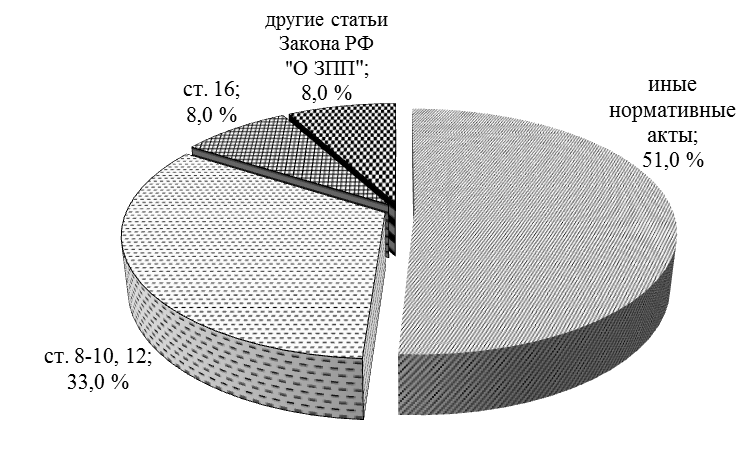 другие статьи
Закона РФ
"О ЗПП";
8,0 %
ст. 16;
8,0 %
иные
нормативные
акты;
51,0 %
ст. 8-10, 12;
33,0 %